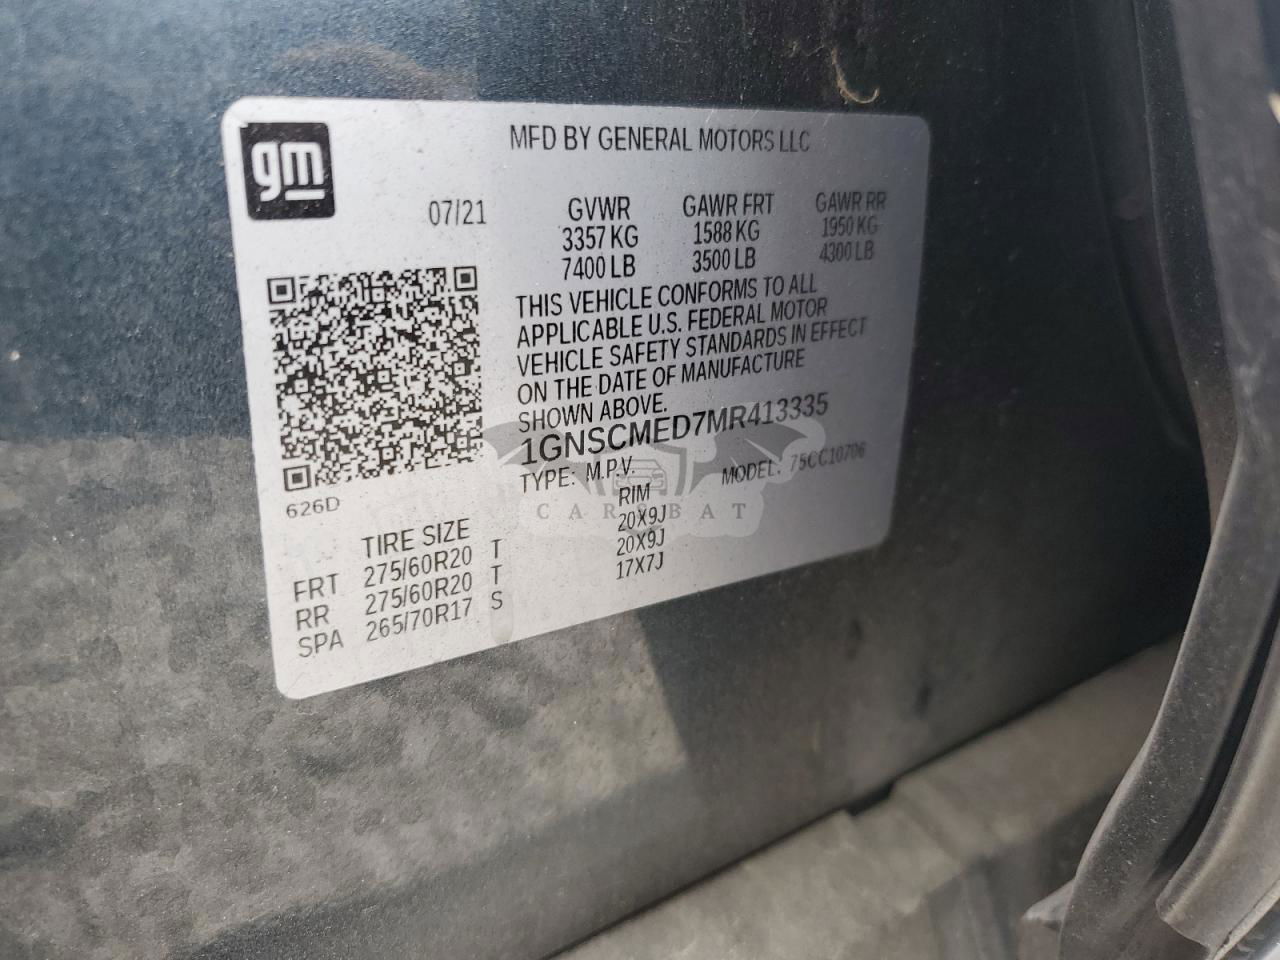 gm
MFD BY GENERAL MOTORS LLC
07/21
GVWR GAWR FRT GAWR RR
3357 KG 1588 KG 1950 KG
7400 LB 3500 LB 4300 LB
THIS VEHICLE CONFORMS TO ALL
APPLICABLE U.S. FEDERAL MOTOR
VEHICLE SAFETY STANDARDS IN EFFECT
ON THE DATE OF MANUFACTURE
SHOWN ABOVE.
1GNSCMED7MR413335
TYPE: M.P.V. MODEL: 75CC10706
626D
CARSBAT
TIRE SIZE RIM
FRT 275/60R20 T 20X9J
RR 275/60R20 T 20X9J
SPA 265/70R17 S 17X7J